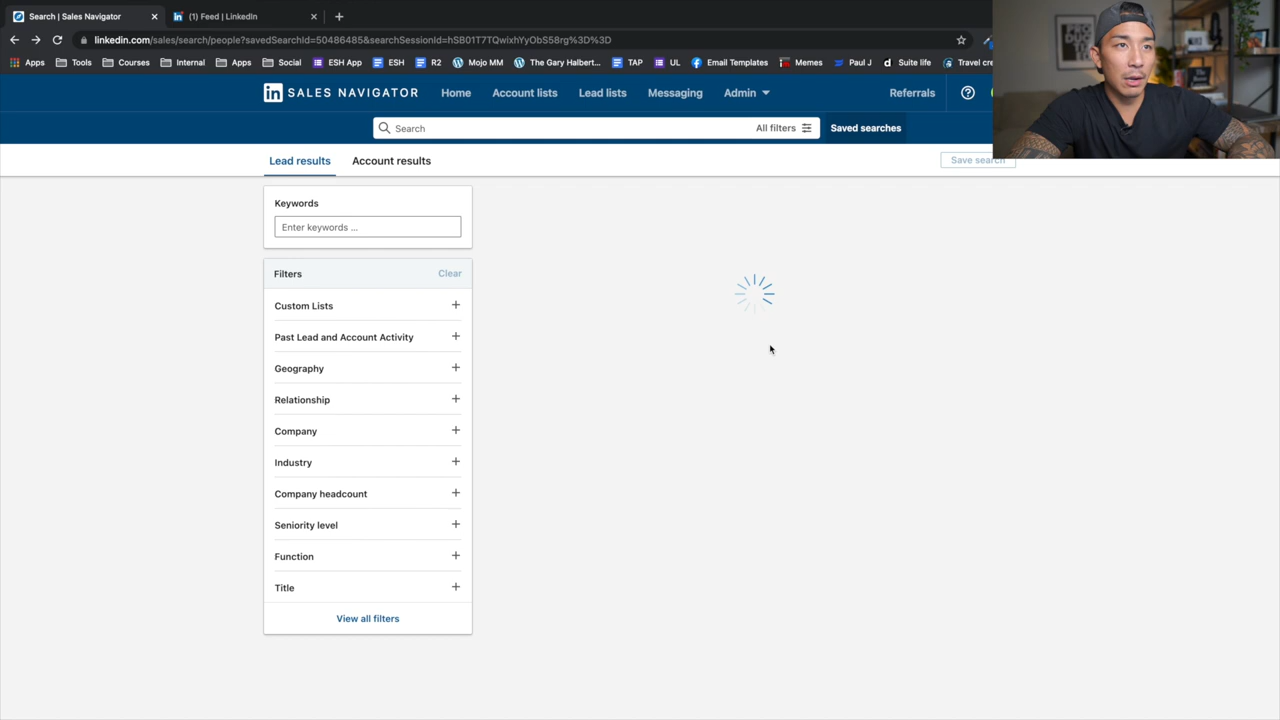 Search | Sales Navigator
(1) Feed | LinkedIn
linkedin.com/sales/search/people?savedSearchId=50486485&searchSessionId=hSB01T7TQwixhYyObS58rg%3D%3D
Apps Tools Courses Internal Apps Social ESH App ESH R2 Mojo MM The Gary Halbert... TAP UL Email Templates Memes Paul J Suite life Travel cre
in SALES NAVIGATOR Home Account lists Lead lists Messaging Admin Referrals
Search All filters Saved searches
Lead results Account results Save search
Keywords
Enter keywords ...
Filters Clear
Custom Lists
Past Lead and Account Activity
Geography
Relationship
Company
Industry
Company headcount
Seniority level
Function
Title
View all filters